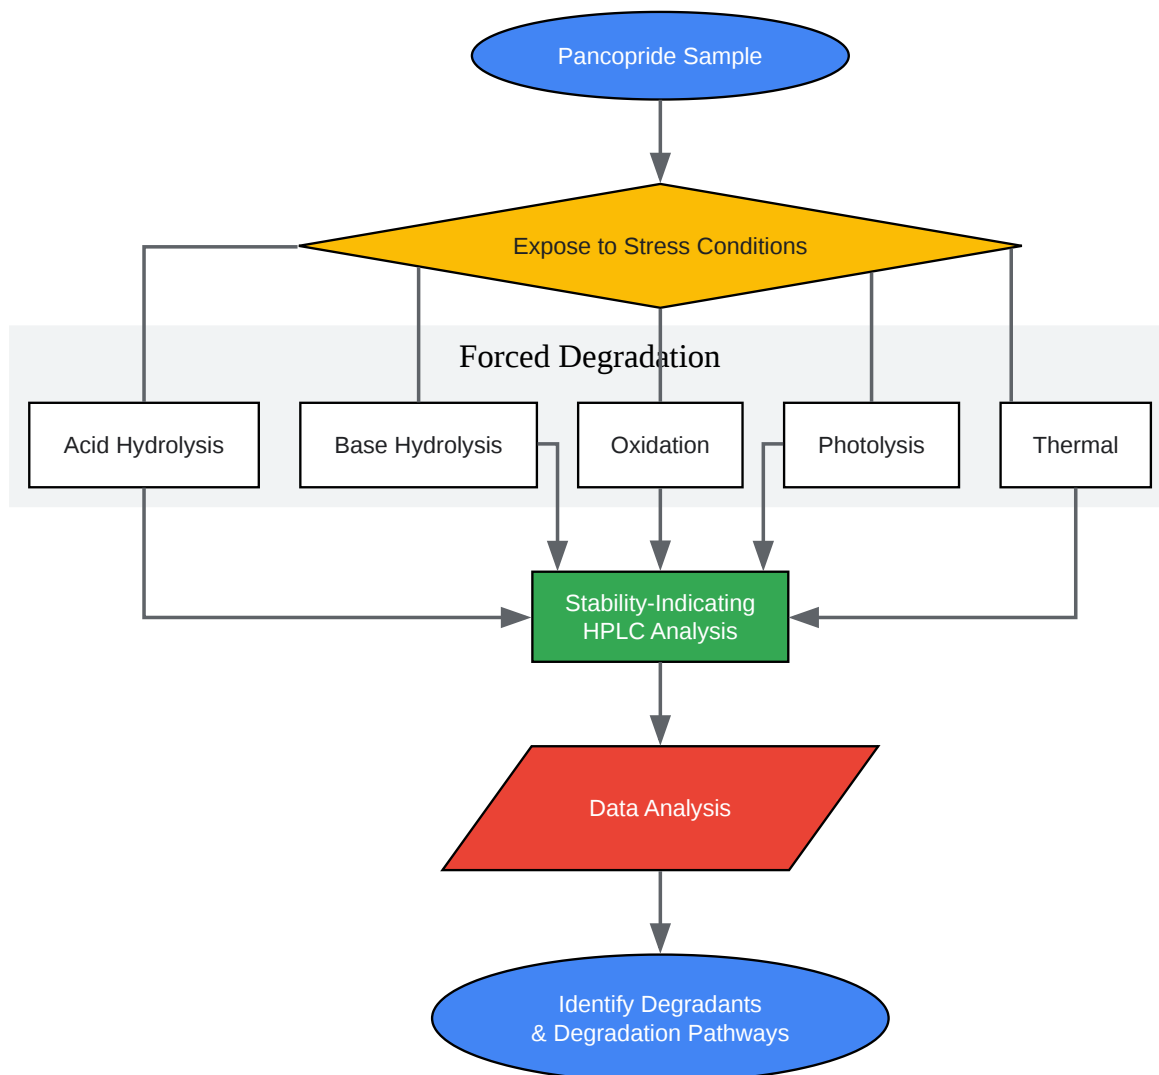 Pancopride Sample
Expose to Stress Conditions
Forced Degradation
Acid Hydrolysis
Base Hydrolysis
Oxidation
Photolysis
Thermal
Stability-Indicating
HPLC Analysis
Data Analysis
Identify Degradants
& Degradation Pathways